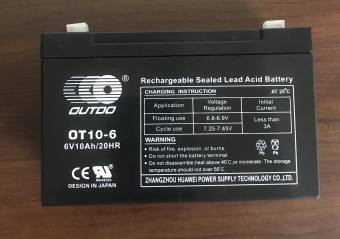 OUTDO
®
OT10-6
6V10Ah/20HR
CE
DESIGN IN JAPAN
Rechargeable Sealed Lead Acid Battery
CHARGING INSTRUCTION AT 25°C
Application Voltage Regulation Initial Current
Floating use 6.8-6.9V Less than 3A
Cycle use 7.25-7.45V
WARNING
Risk of fire, explosion, or burns.
Do not short the battery terminal.
Do not disassemble,heat above 40°C,or incinerate. The storage
temperature should not over 30°C.
ZHANGZHOU HUAWEI POWER SUPPLY TECHNOLOGY CO.,LTD.